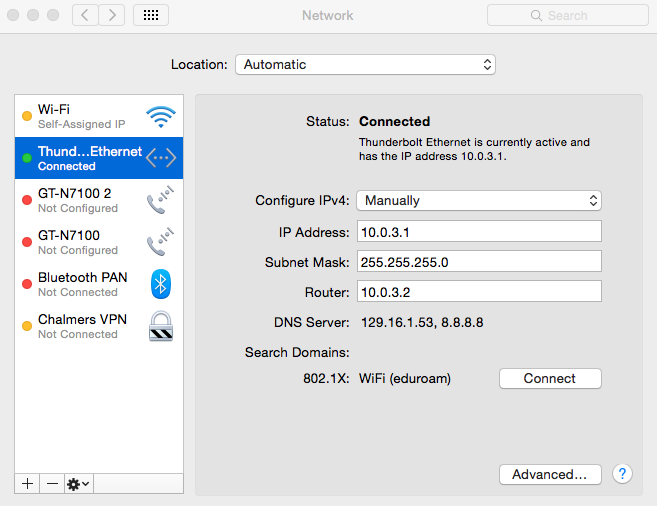 Network
Search
Location: Automatic
Wi-Fi
Self-Assigned IP
Thund...Ethernet
Connected
GT-N7100 2
Not Configured
GT-N7100
Not Configured
Bluetooth PAN
Not Connected
Chalmers VPN
Not Connected
Status: Connected
Thunderbolt Ethernet is currently active and
has the IP address 10.0.3.1.
Configure IPv4: Manually
IP Address: 10.0.3.1
Subnet Mask: 255.255.255.0
Router: 10.0.3.2
DNS Server: 129.16.1.53, 8.8.8.8
Search Domains:
802.1X: WiFi (eduroam) Connect
Advanced... ?